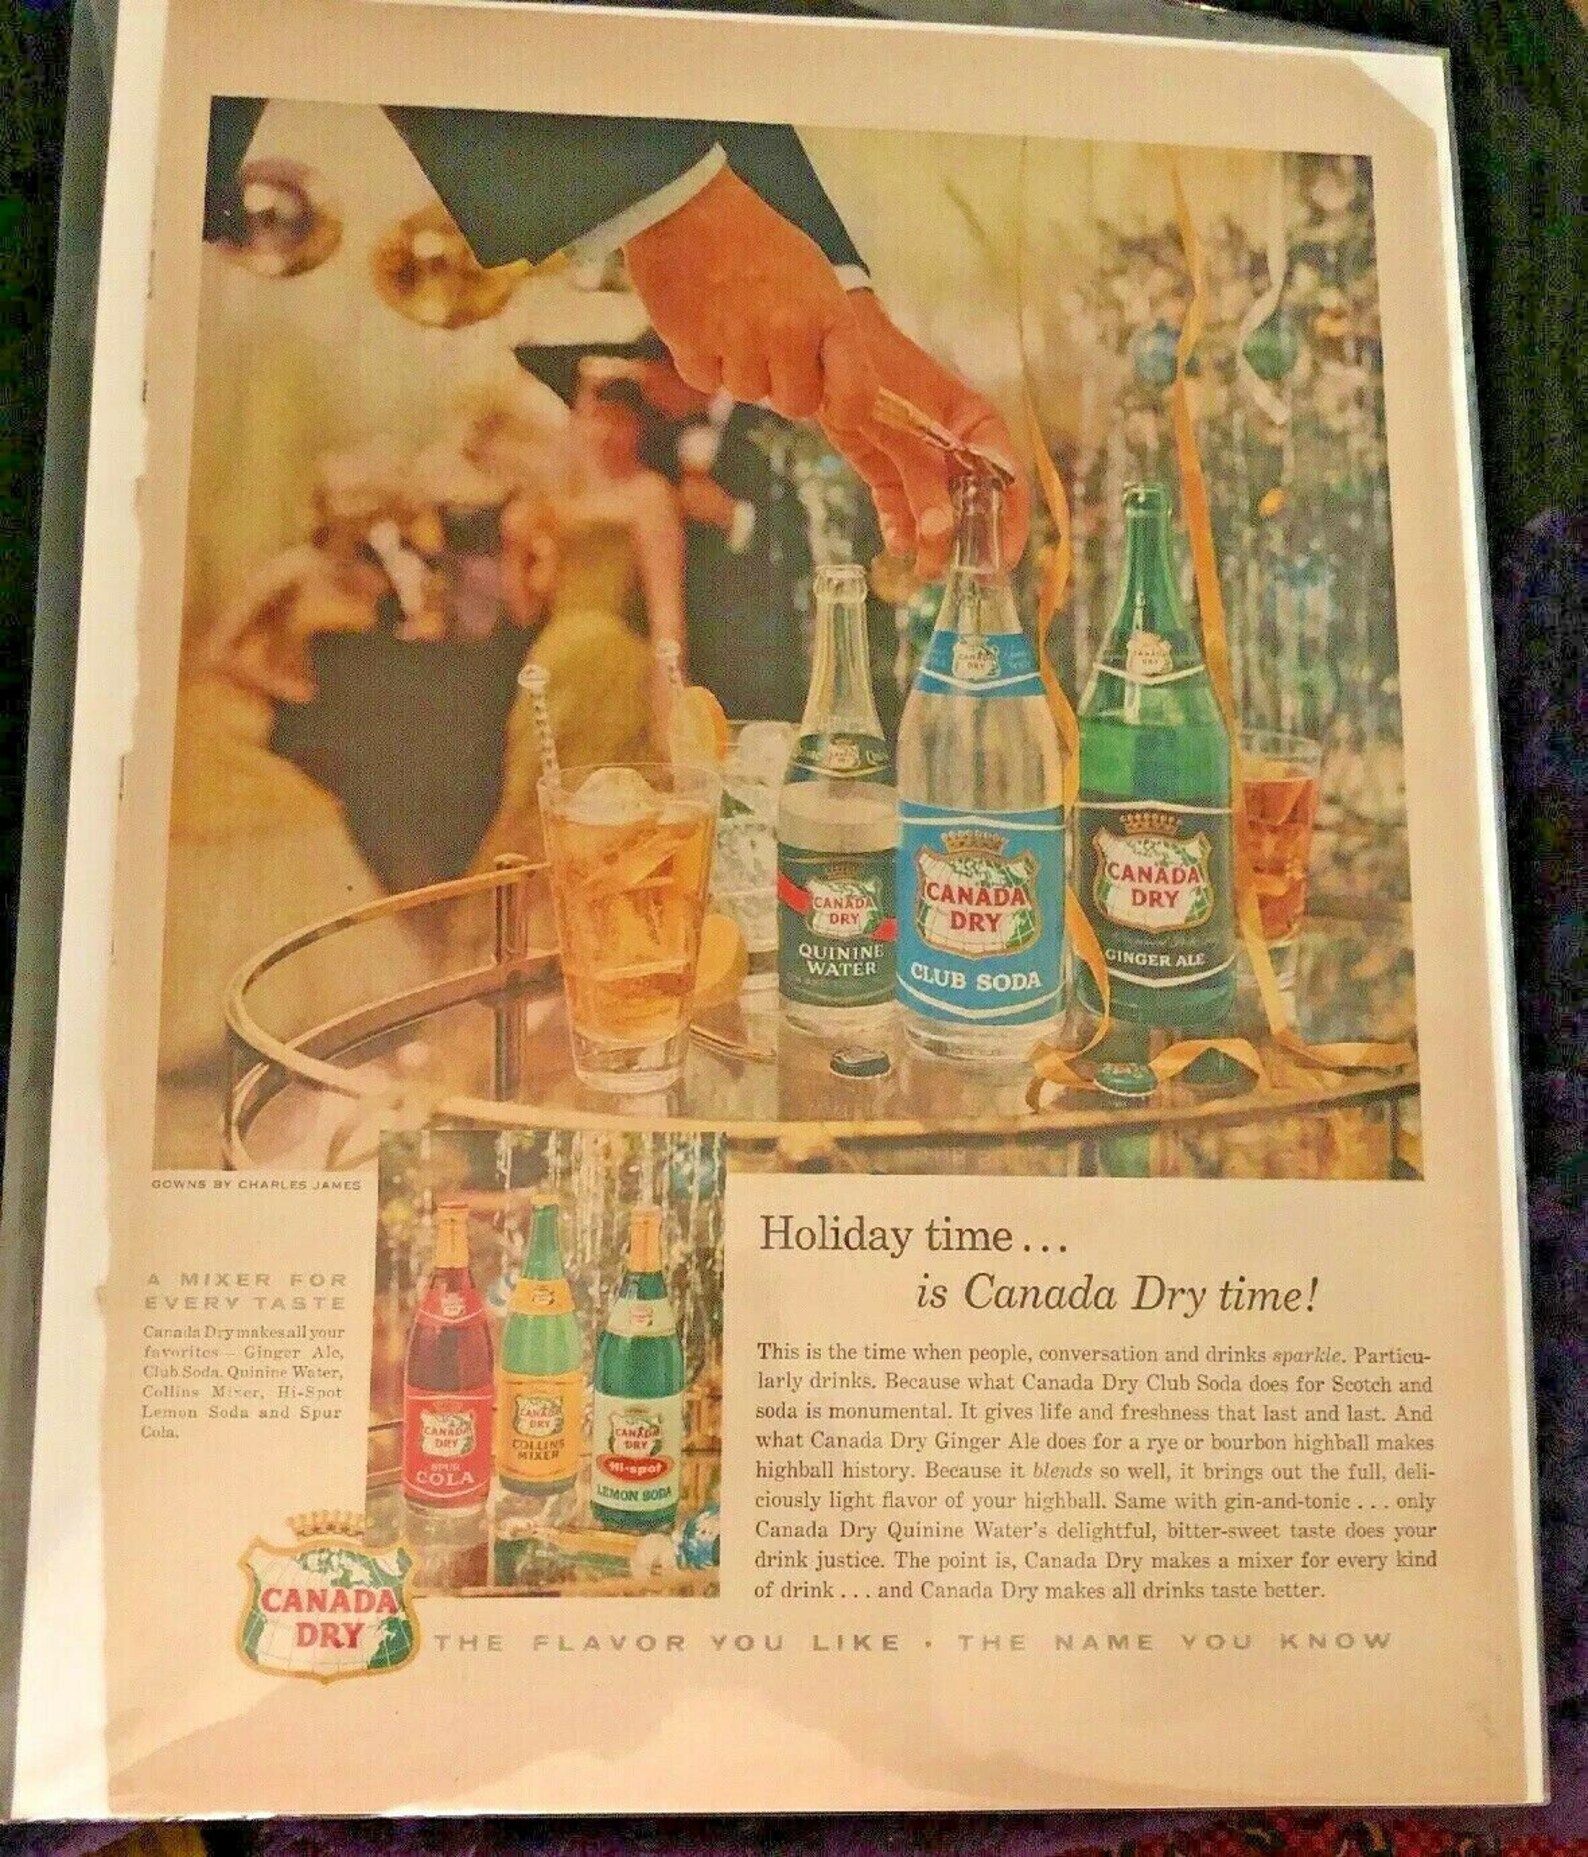 CANADA
DRY
QUININE
WATER
CANADA
DRY
CLUB SODA
CANADA
DRY
GINGER ALE
GOWNS BY CHARLES JAMES
A MIXER FOR
EVERY TASTE
Canada Dry makes all your
favorites – Ginger Ale,
Club Soda, Quinine Water,
Collins Mixer, Hi-Spot
Lemon Soda and Spur
Cola.
CANADA
DRY
SPUR
COLA
CANADA
DRY
COLLINS
MIXER
CANADA
DRY
Hi-spot
LEMON SODA
Holiday time...
is Canada Dry time!
This is the time when people, conversation and drinks sparkle. Particu-
larly drinks. Because what Canada Dry Club Soda does for Scotch and
soda is monumental. It gives life and freshness that last and last. And
what Canada Dry Ginger Ale does for a rye or bourbon highball makes
highball history. Because it blends so well, it brings out the full, deli-
ciously light flavor of your highball. Same with gin-and-tonic . . . only
Canada Dry Quinine Water's delightful, bitter-sweet taste does your
drink justice. The point is, Canada Dry makes a mixer for every kind
of drink . . . and Canada Dry makes all drinks taste better.
CANADA
DRY
THE FLAVOR YOU LIKE • THE NAME YOU KNOW